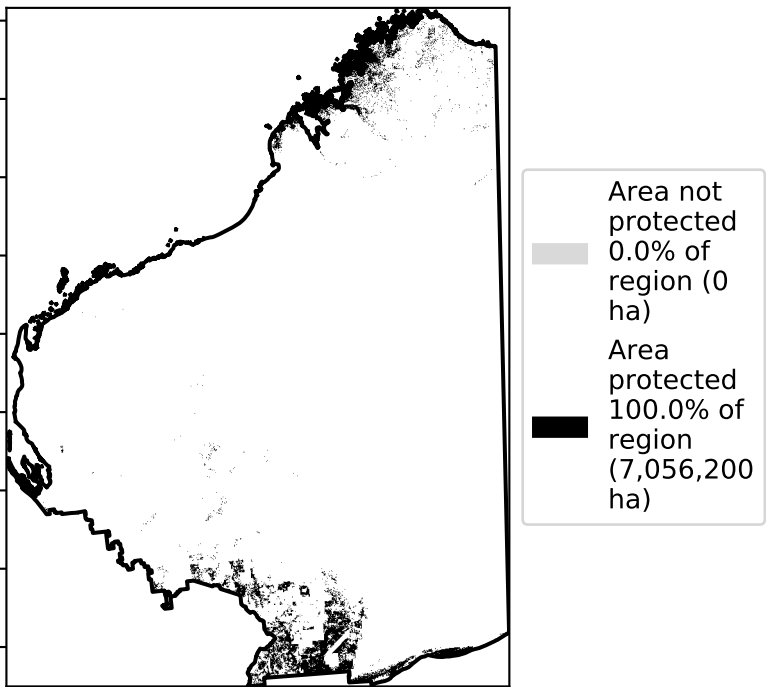 Area not
protected
0.0% of
region (0
ha)
Area
protected
100.0% of
region
(7,056,200
ha)